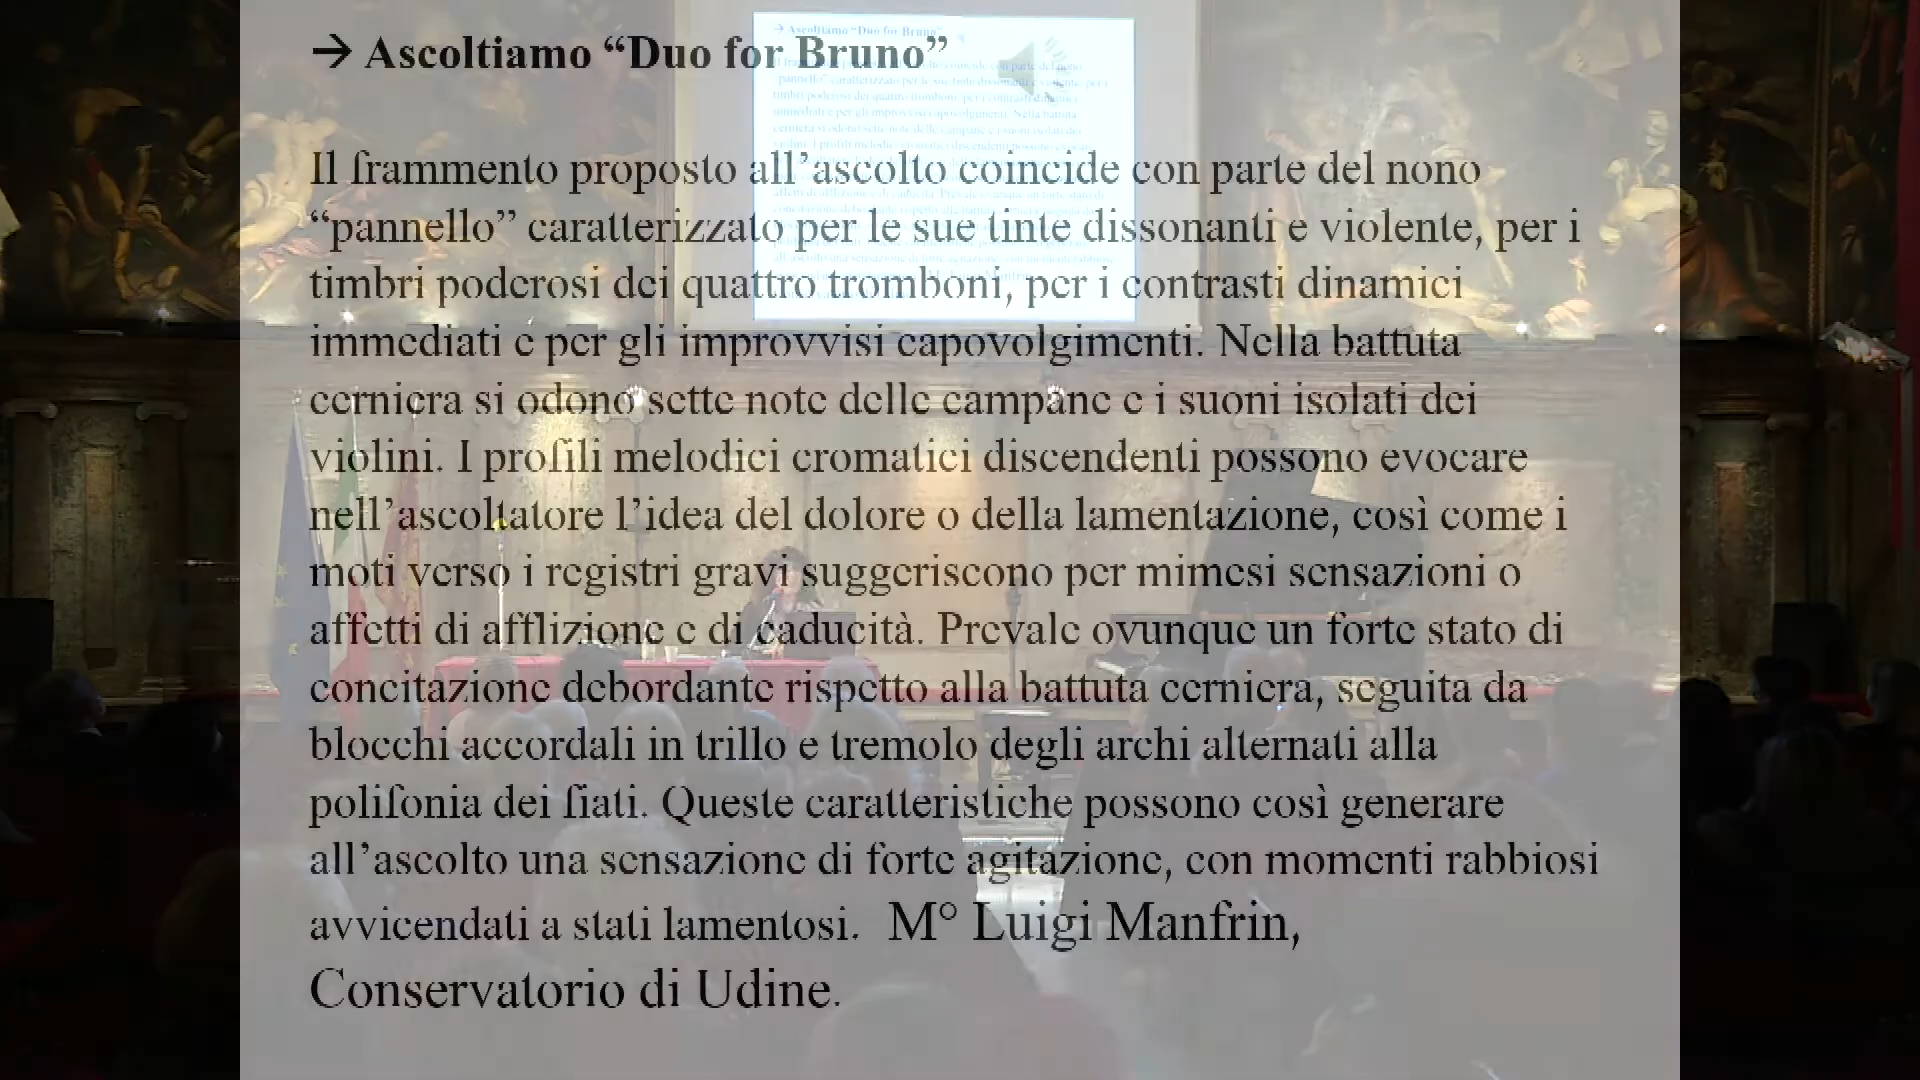 → Ascoltiamo “Duo for Bruno”
Il frammento proposto all’ascolto coincide con parte del nono
“pannello” caratterizzato per le sue tinte dissonanti e violente, per i
timbri poderosi dei quattro tromboni, per i contrasti dinamici
immediati e per gli improvvisi capovolgimenti. Nella battuta
cerniera si odono sette note delle campane e i suoni isolati dei
violini. I profili melodici cromatici discendenti possono evocare
nell’ascoltatore l’idea del dolore o della lamentazione, così come i
moti verso i registri gravi suggeriscono per mimesi sensazioni o
affetti di afflizione e di caducità. Prevale ovunque un forte stato di
concitazione debordante rispetto alla battuta cerniera, seguita da
blocchi accordali in trillo e tremolo degli archi alternati alla
polifonia dei fiati. Queste caratteristiche possono così generare
all’ascolto una sensazione di forte agitazione, con momenti rabbiosi
avvicendati a stati lamentosi. M° Luigi Manfrin,
Conservatorio di Udine.